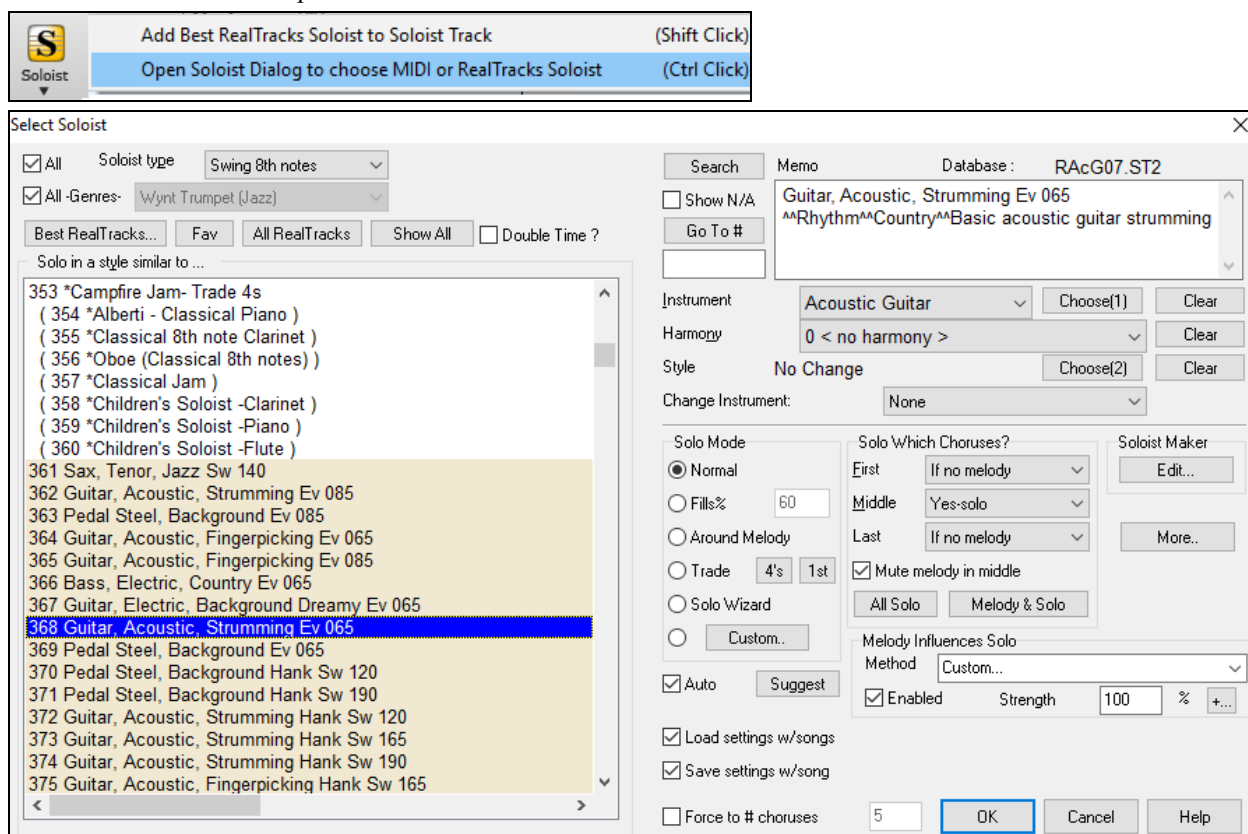 S
Soloist
Add Best RealTracks Soloist to Soloist Track (Shift Click)
Open Soloist Dialog to choose MIDI or RealTracks Soloist (Ctrl Click)
Select Soloist
All Soloist type Swing 8th notes
All -Genres- Wynt Trumpet (Jazz)
Best RealTracks... Fav All RealTracks Show All Double Time ?
Solo in a style similar to ...
353 *Campfire Jam- Trade 4s
( 354 *Alberti - Classical Piano )
( 355 *Classical 8th note Clarinet )
( 356 *Oboe (Classical 8th notes) )
( 357 *Classical Jam )
( 358 *Children's Soloist -Clarinet )
( 359 *Children's Soloist -Piano )
( 360 *Children's Soloist -Flute )
361 Sax, Tenor, Jazz Sw 140
362 Guitar, Acoustic, Strumming Ev 085
363 Pedal Steel, Background Ev 085
364 Guitar, Acoustic, Fingerpicking Ev 065
365 Guitar, Acoustic, Fingerpicking Ev 085
366 Bass, Electric, Country Ev 065
367 Guitar, Electric, Background Dreamy Ev 065
368 Guitar, Acoustic, Strumming Ev 065
369 Pedal Steel, Background Ev 065
370 Pedal Steel, Background Hank Sw 120
371 Pedal Steel, Background Hank Sw 190
372 Guitar, Acoustic, Strumming Hank Sw 120
373 Guitar, Acoustic, Strumming Hank Sw 165
374 Guitar, Acoustic, Strumming Hank Sw 190
375 Guitar, Acoustic, Fingerpicking Hank Sw 165
Search Memo Database : RAcG07.ST2
Show N/A
Go To #
Guitar, Acoustic, Strumming Ev 065
^^Rhythm^^Country^^Basic acoustic guitar strumming
Instrument Acoustic Guitar Choose(1) Clear
Harmony 0 < no harmony > Clear
Style No Change Choose(2) Clear
Change Instrument: None
Solo Mode
Normal
Fills% 60
Around Melody
Trade 4's 1st
Solo Wizard
Custom..
Solo Which Choruses?
First If no melody
Middle Yes-solo
Last If no melody
Mute melody in middle
All Solo Melody & Solo
Soloist Maker
Edit...
More..
Melody Influences Solo
Method Custom...
Enabled Strength 100 % +...
Auto Suggest
Load settings w/songs
Save settings w/song
Force to # choruses 5 OK Cancel Help